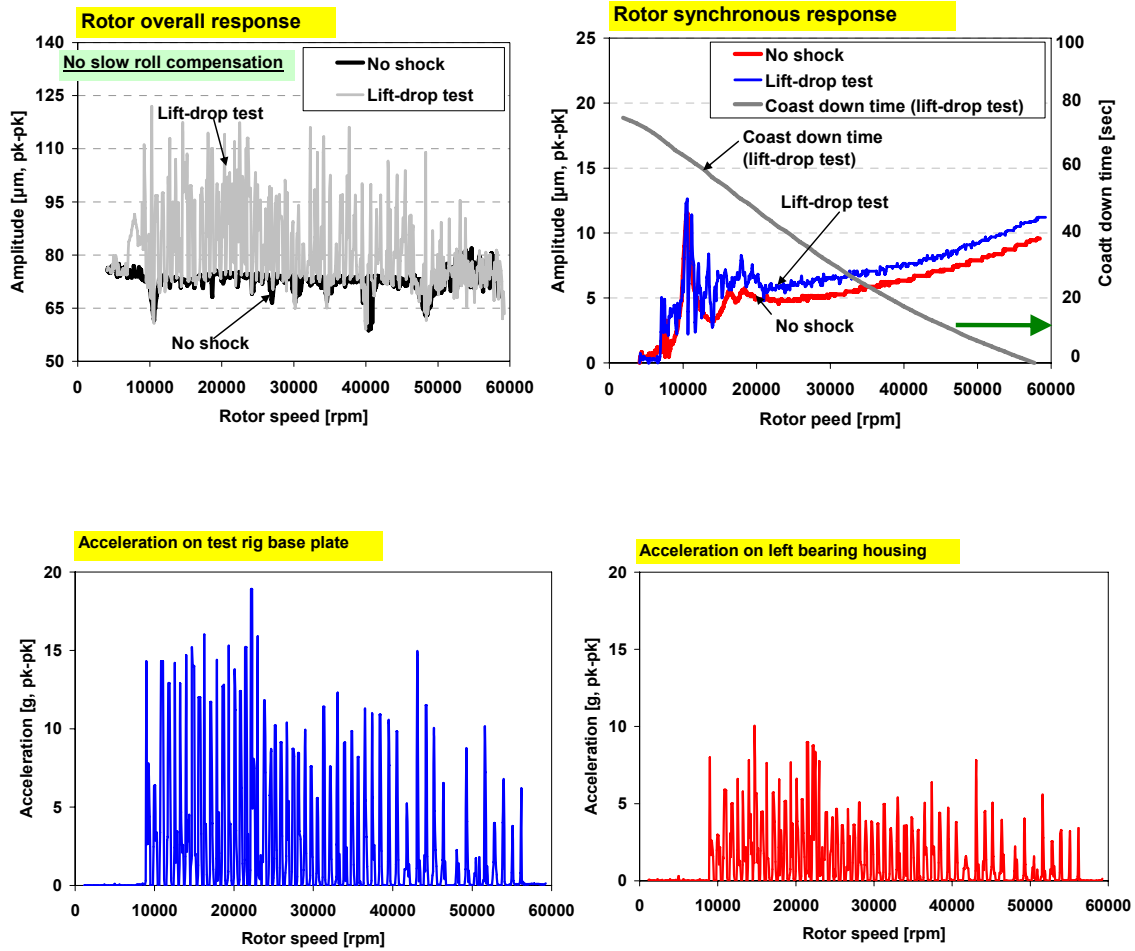 Rotor overall response
140
No slow roll compensation
125
110
95
80
65
50
Amplitude [µm, pk-pk]
No shock
Lift-drop test
Lift-drop test
No shock
0 10000 20000 30000 40000 50000 60000
Rotor speed [rpm]
Rotor synchronous response
25
20
15
10
5
0
Amplitude [µm, pk-pk]
No shock
Lift-drop test
Coast down time (lift-drop test)
Coast down time
(lift-drop test)
Lift-drop test
No shock
100
80
60
40
20
0
Coadt down time [sec]
0 10000 20000 30000 40000 50000 60000
Rotor peed [rpm]
Acceleration on test rig base plate
20
15
10
5
0
Acceleration [g, pk-pk]
0 10000 20000 30000 40000 50000 60000
Rotor speed [rpm]
Acceleration on left bearing housing
20
15
10
5
0
Acceleration [g, pk-pk]
0 10000 20000 30000 40000 50000 60000
Rotor speed [rpm]